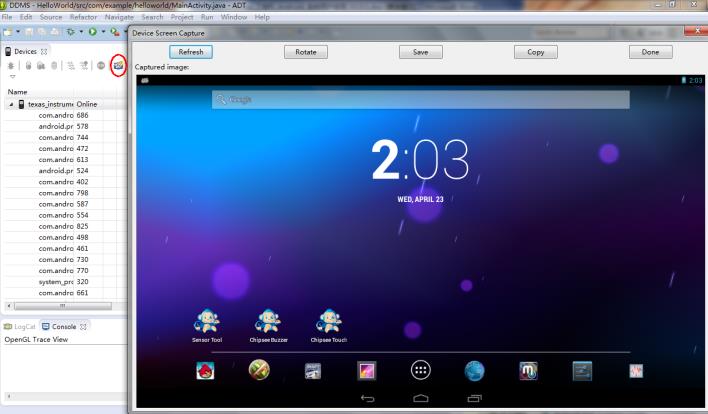 DDMS - HelloWorld/src/com/example/helloworld/MainActivity.java - ADT
File Edit Source Refactor Navigate Search Project Run Window Help
Device Screen Capture
Devices
Refresh Rotate Save Copy Done
Captured image:
Name
texas_instrume Online
com.andro 686
android.pr 578
com.andro 744
com.andro 472
com.andro 613
android.pr 524
com.andro 402
com.andro 798
com.andro 587
com.andro 554
com.andro 825
com.andro 498
com.andro 461
com.andro 730
com.andro 770
system_pro 320
com.andro 661
2:03
Google
2:03
WED, APRIL 23
Sensor Tool Chipsee Buzzer Chipsee Touch
LogCat Console
OpenGL Trace View